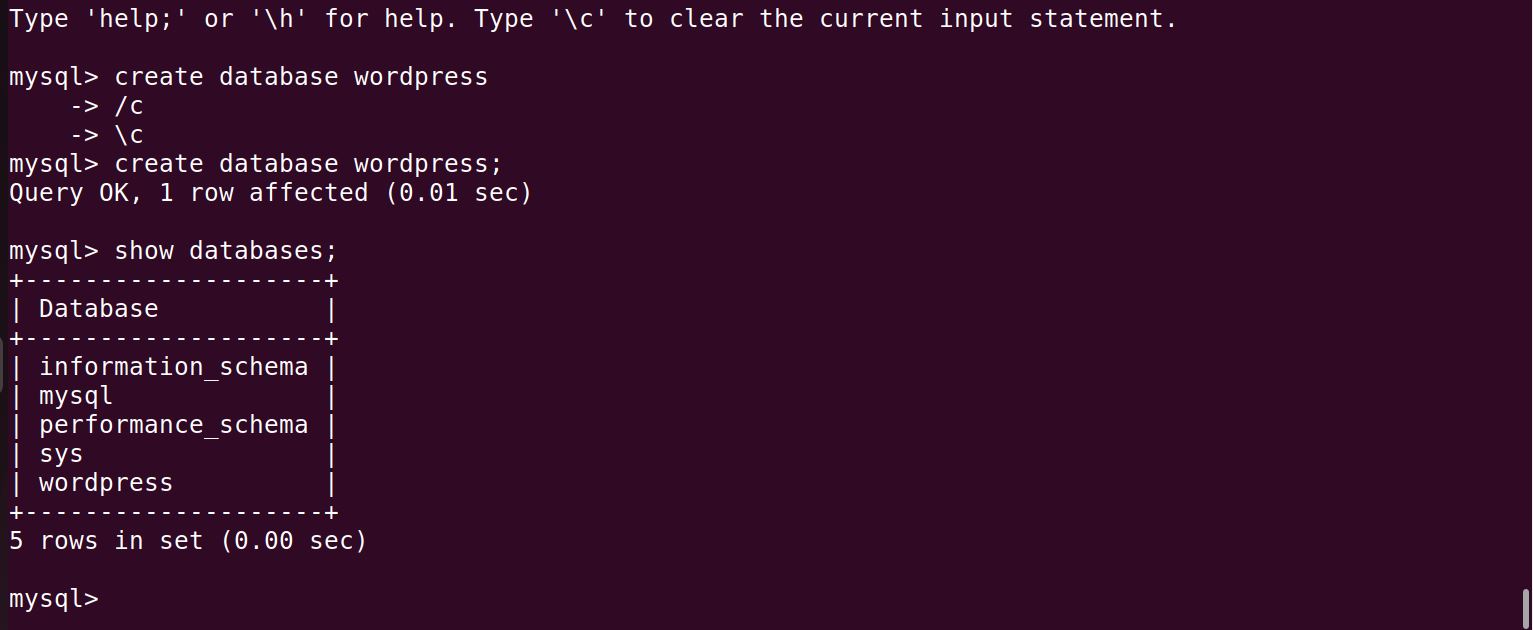 Type 'help;' or '\h' for help. Type '\c' to clear the current input statement.
mysql> create database wordpress
    -> /c
    -> \c
mysql> create database wordpress;
Query OK, 1 row affected (0.01 sec)
mysql> show databases;
+--------------------+
| Database           |
+--------------------+
| information_schema |
| mysql              |
| performance_schema |
| sys                |
| wordpress          |
+--------------------+
5 rows in set (0.00 sec)
mysql>